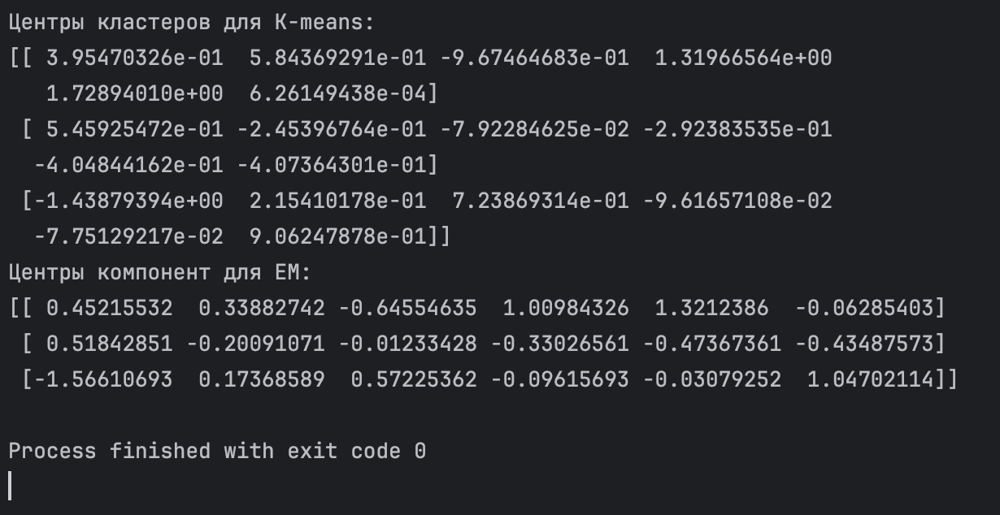 Центры кластеров для K-means:
[[ 3.95470326e-01  5.84369291e-01 -9.67464683e-01  1.31966564e+00
   1.72894010e+00  6.26149438e-04]
 [ 5.45925472e-01 -2.45396764e-01 -7.92284625e-02 -2.92383535e-01
  -4.04844162e-01 -4.07364301e-01]
 [-1.43879394e+00  2.15410178e-01  7.23869314e-01 -9.61657108e-02
  -7.75129217e-02  9.06247878e-01]]
Центры компонент для EM:
[[ 0.45215532  0.33882742 -0.64554635  1.00984326  1.3212386  -0.06285403]
 [ 0.51842851 -0.20091071 -0.01233428 -0.33026561 -0.47367361 -0.43487573]
 [-1.56610693  0.17368589  0.57225362 -0.09615693 -0.03079252  1.04702114]]
Process finished with exit code 0